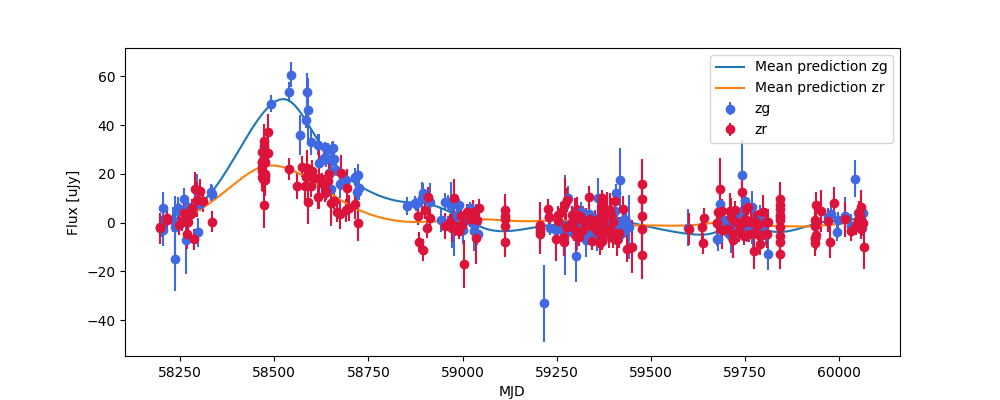 Mean prediction zg
Mean prediction zr
zg
zr
Flux [uJy]
60
40
20
0
−20
−40
58250
58500
58750
59000
59250
59500
59750
60000
MJD